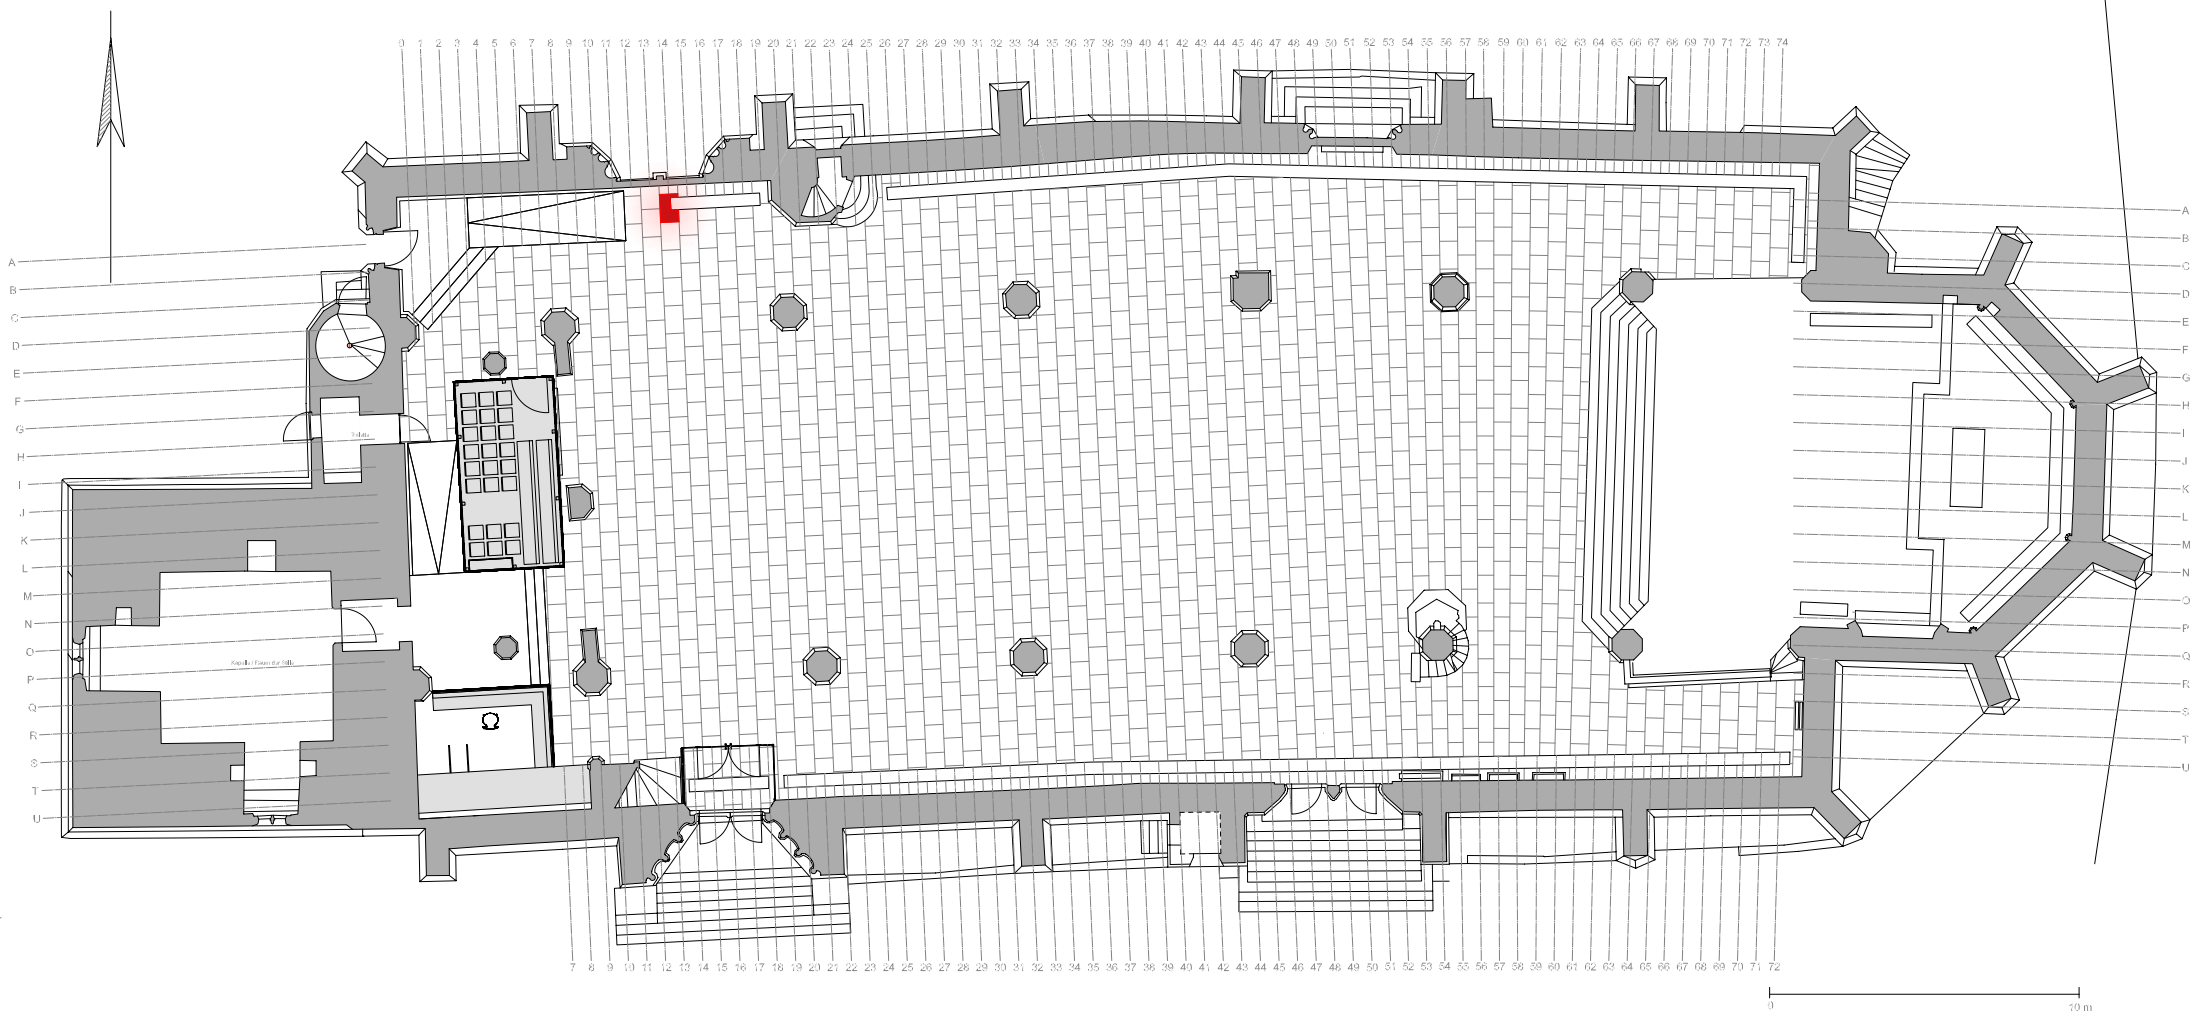 0 1 2 3 4 5 6 7 8 9 10 11 12 13 14 15 16 17 18 19 20 21 22 23 24 25 26 27 28 29 30 31 32 33 34 35 36 37 38 39 40 41 42 43 44 45 46 47 48 49 50 51 52 53 54 55 56 57 58 59 60 61 62 63 64 65 66 67 68 69 70 71 72 73 74
A
B
C
D
E
F
G
H
I
J
K
L
M
N
O
P
Q
R
S
T
U
A
B
C
D
E
F
G
H
I
J
K
L
M
N
O
P
Q
R
S
T
U
7 8 9 10 11 12 13 14 15 16 17 18 19 20 21 22 23 24 25 26 27 28 29 30 31 32 33 34 35 36 37 38 39 40 41 42 43 44 45 46 47 48 49 50 51 52 53 54 55 56 57 58 59 60 61 62 63 64 65 66 67 68 69 70 71 72
0 10 m